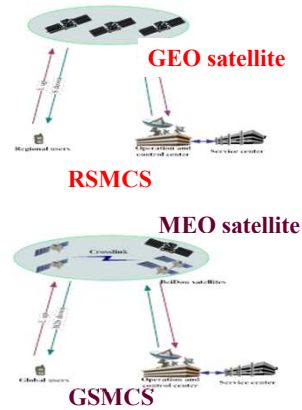 GEO satellite
Regional users
Operation and
control center
Service center
RSMCS
MEO satellite
Crosslink
BeiDou satellites
Global users
Operation and
control center
Service center
GSMCS